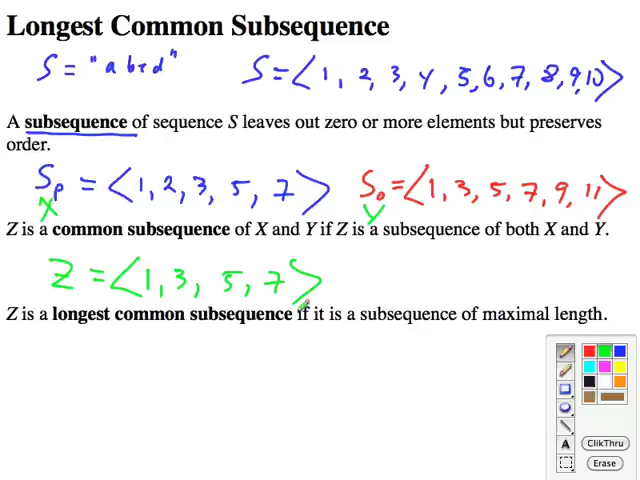 Longest Common Subsequence
S = "abcd" S = ⟨1, 2, 3, 4, 5, 6, 7, 8, 9, 10⟩
A subsequence of sequence S leaves out zero or more elements but preserves
order.
Sp = ⟨1, 2, 3, 5, 7⟩ So = ⟨1, 3, 5, 7, 9, 11⟩
X Y
Z is a common subsequence of X and Y if Z is a subsequence of both X and Y.
Z = ⟨1, 3, 5, 7⟩
Z is a longest common subsequence if it is a subsequence of maximal length.
A
ClikThru
Erase